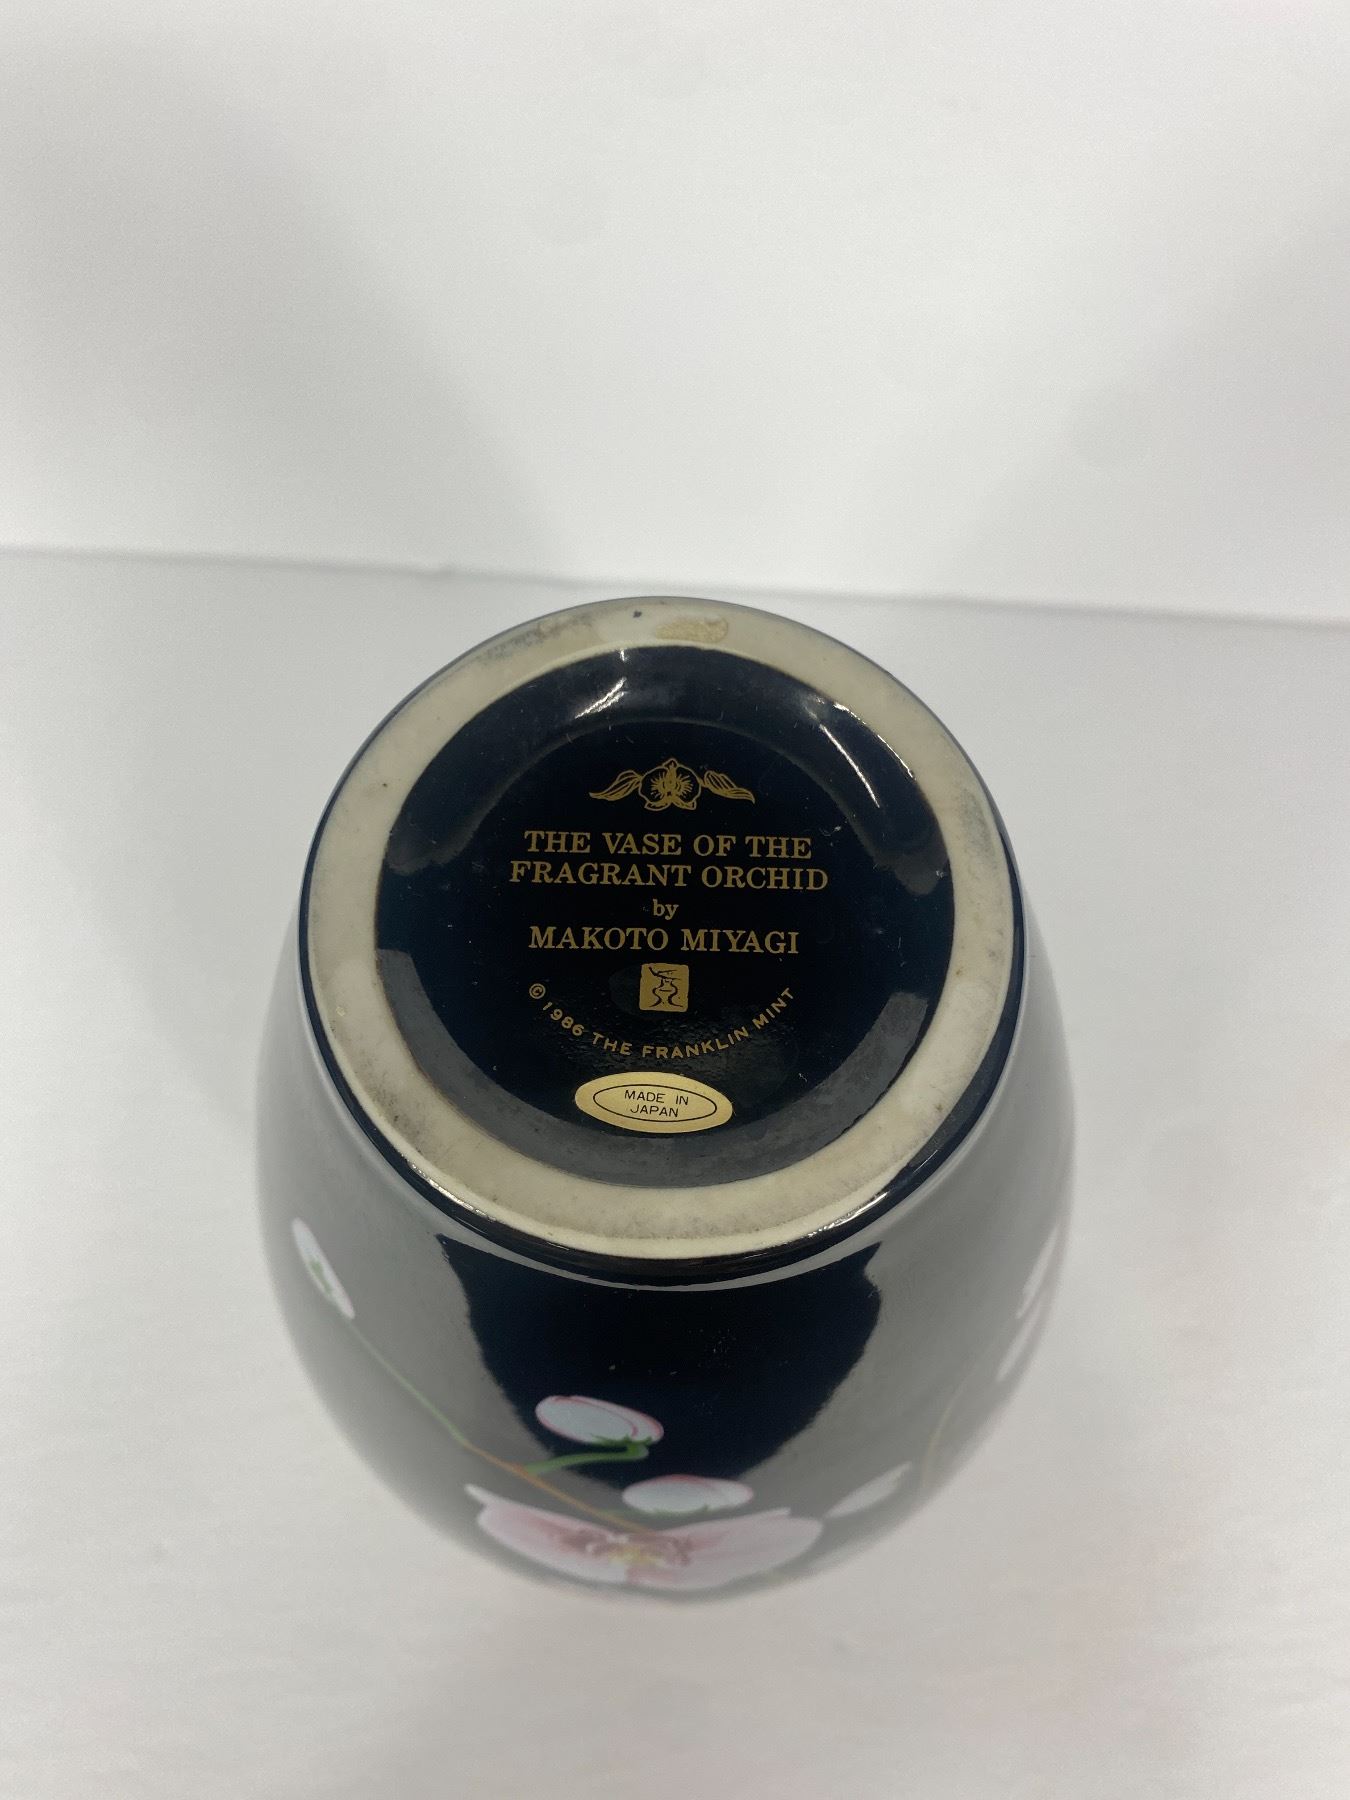 THE VASE OF THE
FRAGRANT ORCHID
by
MAKOTO MIYAGI
© 1986 THE FRANKLIN MINT
MADE IN
JAPAN